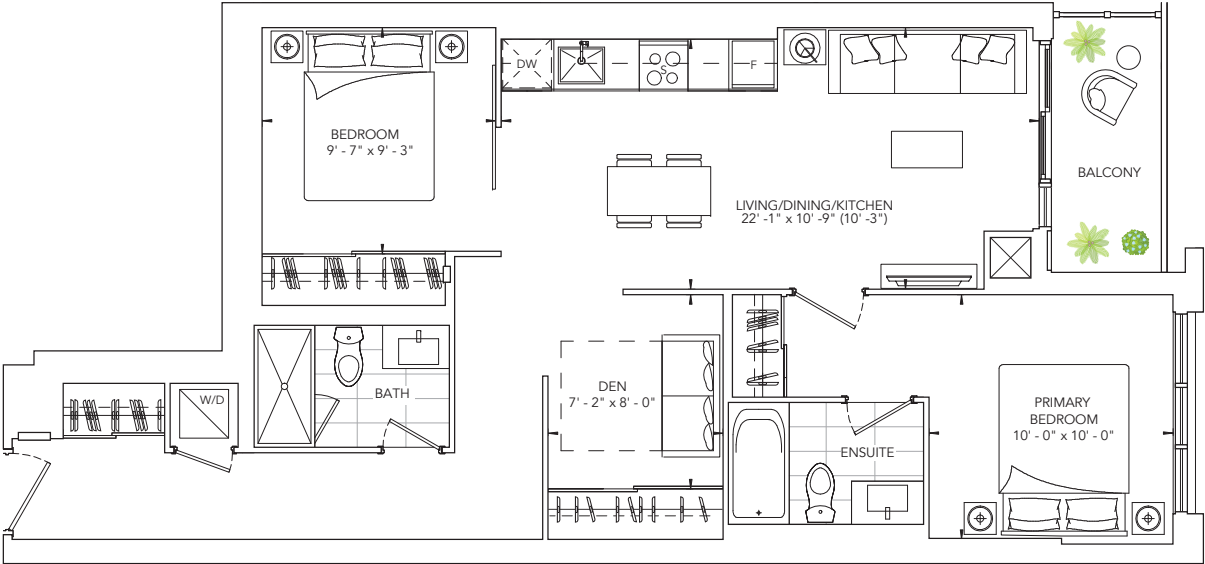 DW
S
F
BEDROOM
9' - 7" x 9' - 3"
BALCONY
LIVING/DINING/KITCHEN
22' -1" x 10' -9" (10' -3")
W/D
BATH
DEN
7' - 2" x 8' - 0"
PRIMARY
BEDROOM
10' - 0" x 10' - 0"
ENSUITE